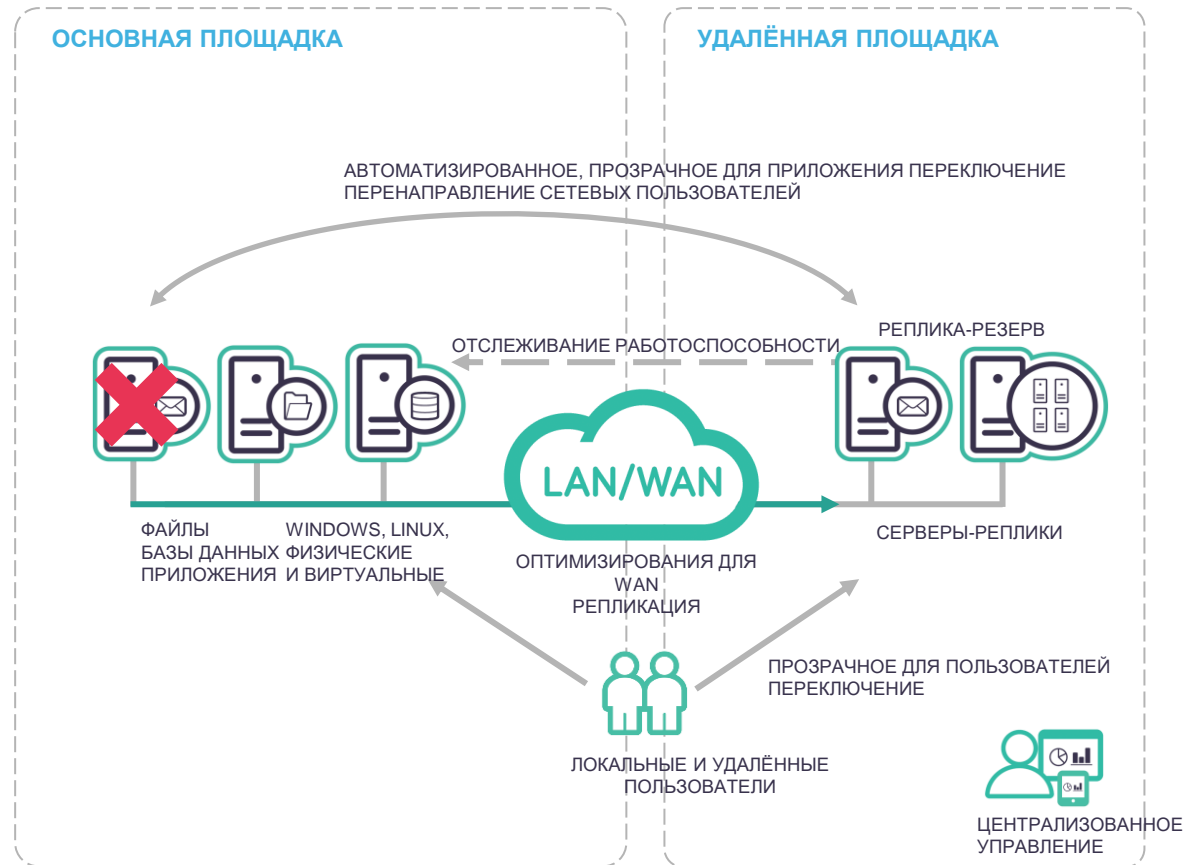 ОСНОВНАЯ ПЛОЩАДКА
УДАЛЁННАЯ ПЛОЩАДКА
АВТОМАТИЗИРОВАННОЕ, ПРОЗРАЧНОЕ ДЛЯ ПРИЛОЖЕНИЯ ПЕРЕКЛЮЧЕНИЕ
ПЕРЕНАПРАВЛЕНИЕ СЕТЕВЫХ ПОЛЬЗОВАТЕЛЕЙ
РЕПЛИКА-РЕЗЕРВ
ОТСЛЕЖИВАНИЕ РАБОТОСПОСОБНОСТИ
LAN/WAN
ФАЙЛЫ
БАЗЫ ДАННЫХ
ПРИЛОЖЕНИЯ
WINDOWS, LINUX,
ФИЗИЧЕСКИЕ
И ВИРТУАЛЬНЫЕ
СЕРВЕРЫ-РЕПЛИКИ
ОПТИМИЗИРОВАНИЯ ДЛЯ
WAN
РЕПЛИКАЦИЯ
ПРОЗРАЧНОЕ ДЛЯ ПОЛЬЗОВАТЕЛЕЙ
ПЕРЕКЛЮЧЕНИЕ
ЛОКАЛЬНЫЕ И УДАЛЁННЫЕ
ПОЛЬЗОВАТЕЛИ
ЦЕНТРАЛИЗОВАННОЕ
УПРАВЛЕНИЕ